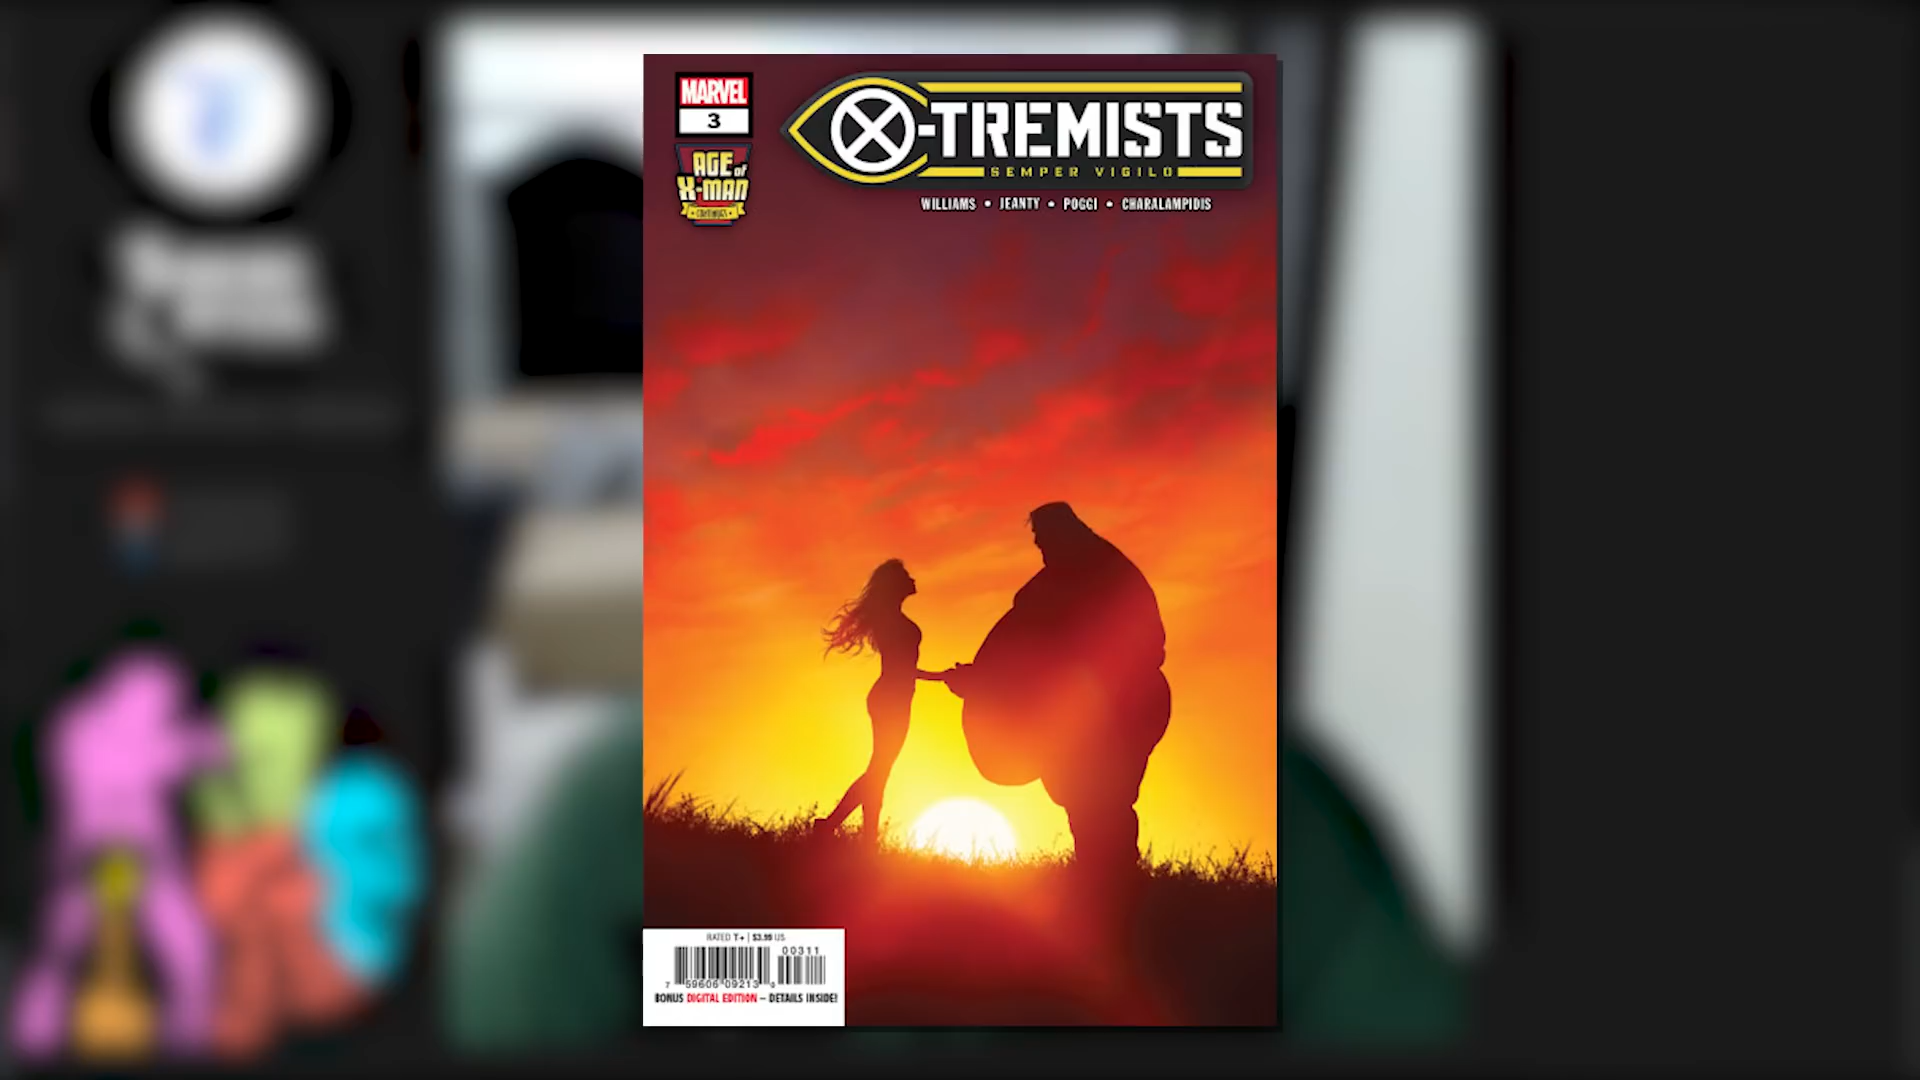 MARVEL
3
AGE of
X-MAN
CONTINUES
X-TREMISTS
SEMPER VIGILO
WILLIAMS • JEANTY • POGGI • CHARALAMPIDIS
RATED T+ | $3.99 US
00311
7 59606 09213
BONUS DIGITAL EDITION – DETAILS INSIDE!